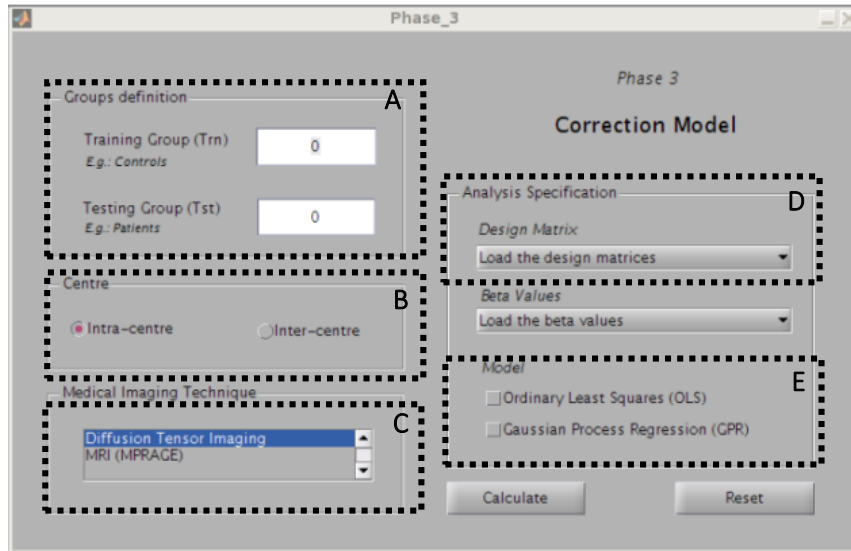 Phase_3
A
Groups definition
Training Group (Trn)
0
E.g.: Controls
Testing Group (Tst)
0
E.g.: Patients
B
Centre
Intra-centre
Inter-centre
Medical Imaging Technique
C
Diffusion Tensor Imaging
MRI (MPRAGE)
Phase 3
Correction Model
Analysis Specification
D
Design Matrix
Load the design matrices
Beta Values
Load the beta values
Model
E
Ordinary Least Squares (OLS)
Gaussian Process Regression (GPR)
Calculate
Reset